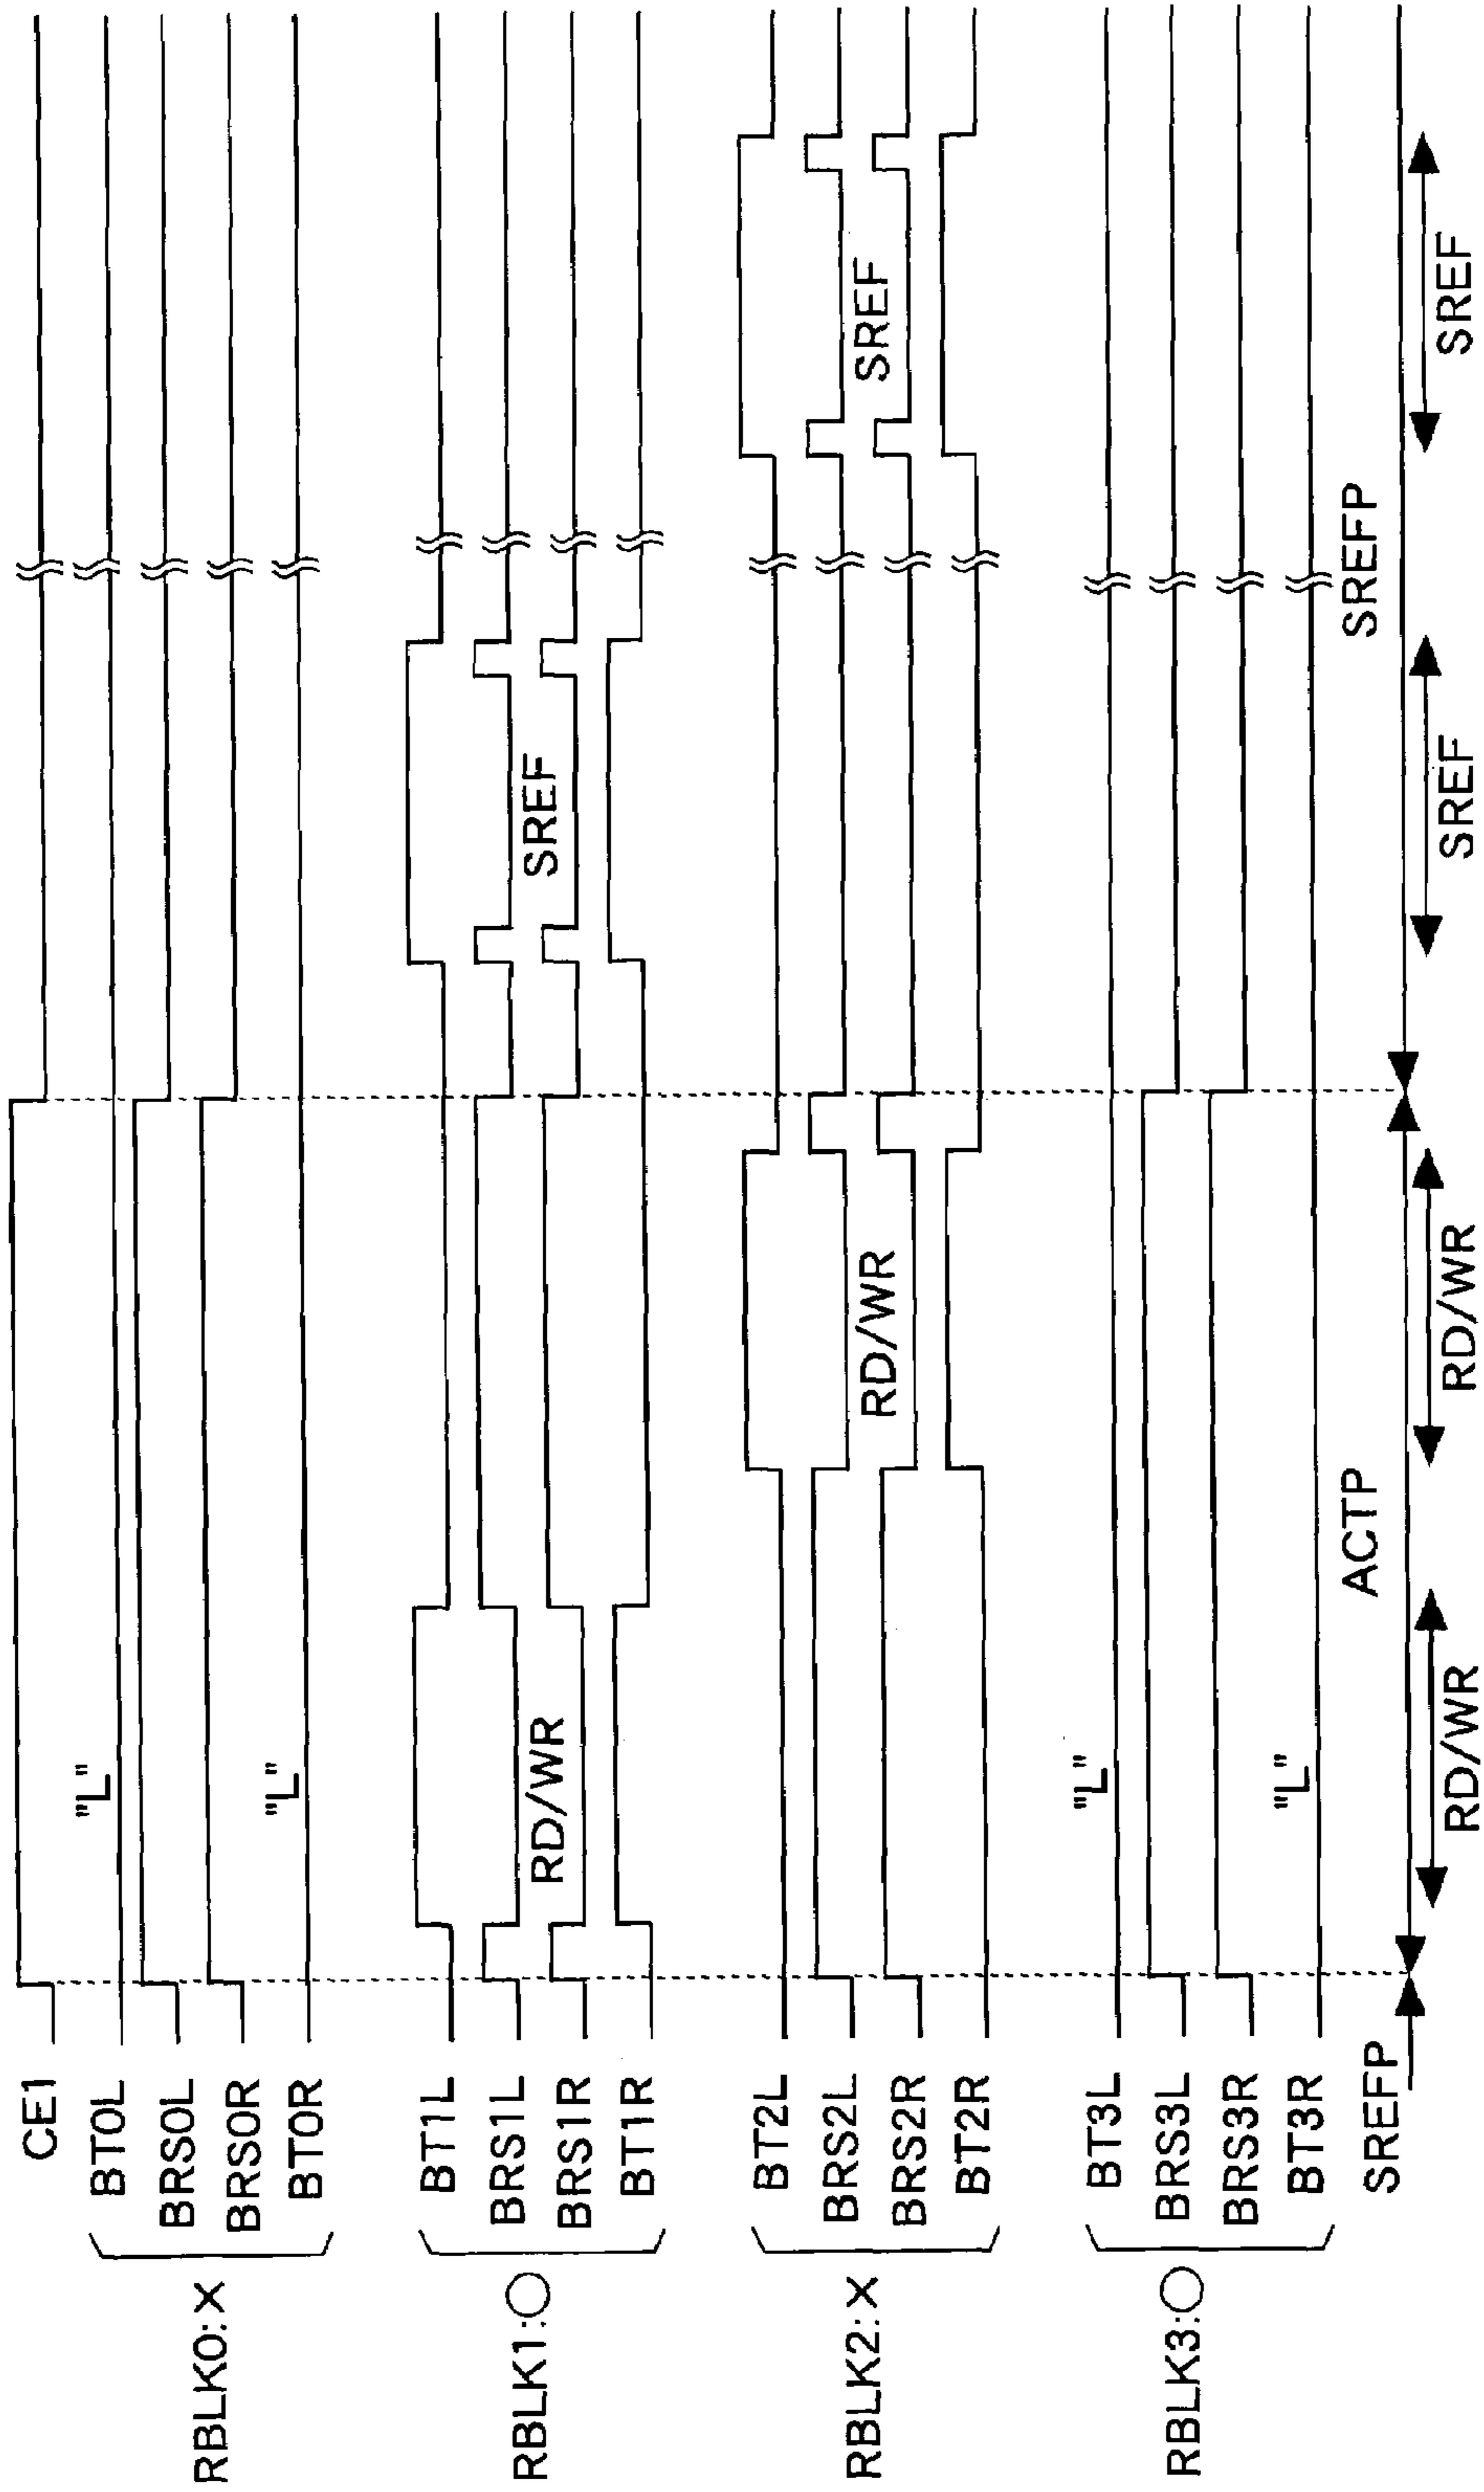 CE1
RBLK0:×
BT0L
"L"
BRS0L
BRS0R
BT0R
"L"
RBLK1:○
BT1L
BRS1L
BRS1R
BT1R
RD/WR
SREF
RBLK2:×
BT2L
BRS2L
BRS2R
BT2R
RD/WR
SREF
RBLK3:○
BT3L
"L"
BRS3L
BRS3R
BT3R
"L"
SREFP
ACTP
SREFP
RD/WR
RD/WR
SREF
SREF